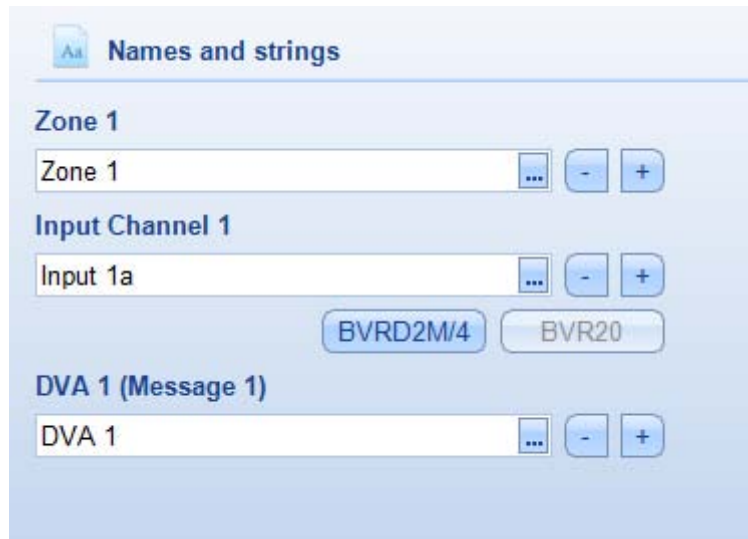 Aa Names and strings
Zone 1
Zone 1 ... - +
Input Channel 1
Input 1a ... - +
BVRD2M/4 BVR20
DVA 1 (Message 1)
DVA 1 ... - +